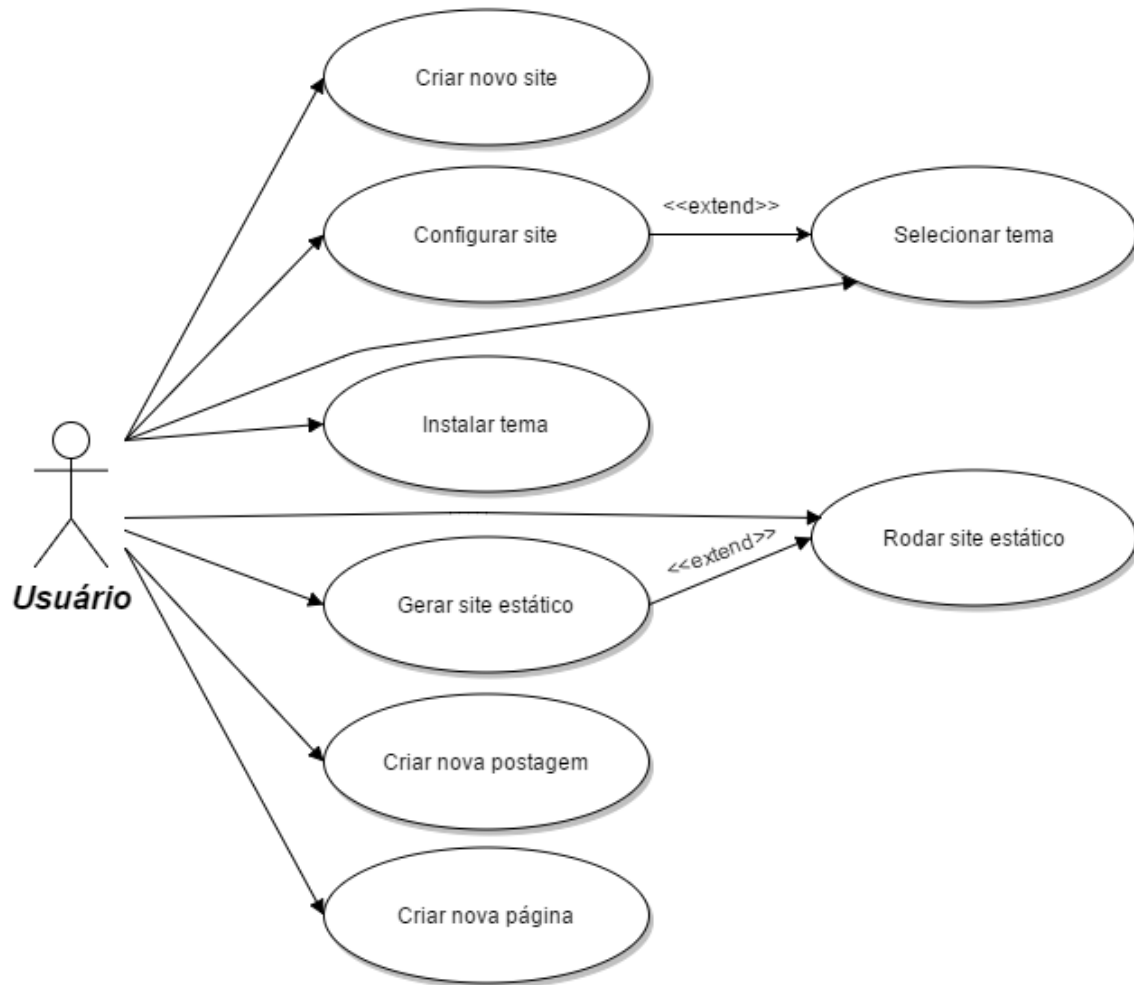 Criar novo site
Configurar site
<<extend>>
Selecionar tema
Instalar tema
Usuário
Gerar site estático
<<extend>>
Rodar site estático
Criar nova postagem
Criar nova página